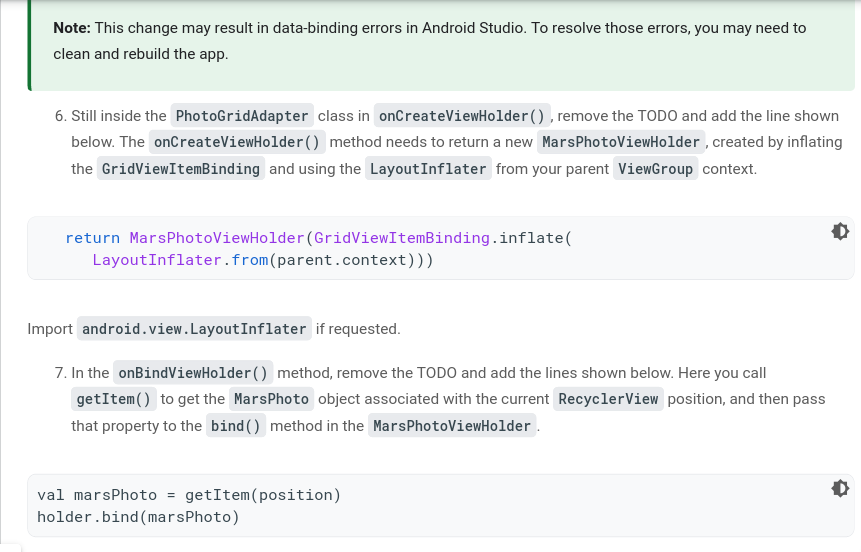 Note: This change may result in data-binding errors in Android Studio. To resolve those errors, you may need to
clean and rebuild the app.
6. Still inside the PhotoGridAdapter class in onCreateViewHolder(), remove the TODO and add the line shown
below. The onCreateViewHolder() method needs to return a new MarsPhotoViewHolder, created by inflating
the GridViewItemBinding and using the LayoutInflater from your parent ViewGroup context.
return MarsPhotoViewHolder(GridViewItemBinding.inflate(
LayoutInflater.from(parent.context)))
Import android.view.LayoutInflater if requested.
7. In the onBindViewHolder() method, remove the TODO and add the lines shown below. Here you call
getItem() to get the MarsPhoto object associated with the current RecyclerView position, and then pass
that property to the bind() method in the MarsPhotoViewHolder.
val marsPhoto = getItem(position)
holder.bind(marsPhoto)